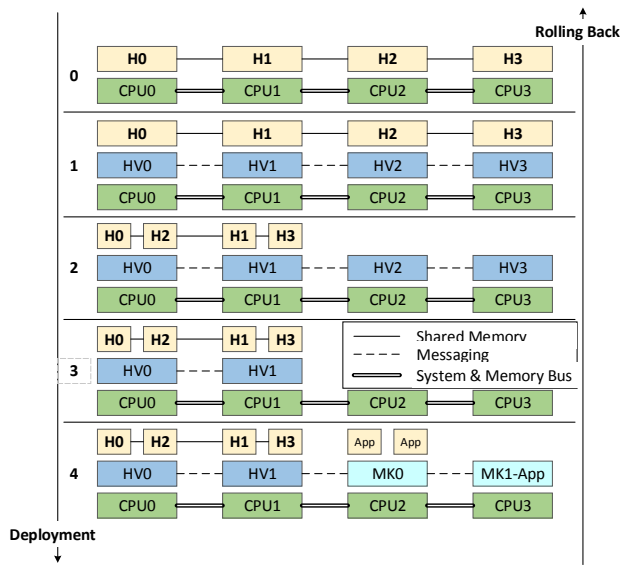 Rolling Back
0
H0 H1 H2 H3
CPU0 CPU1 CPU2 CPU3
1
H0 H1 H2 H3
HV0 HV1 HV2 HV3
CPU0 CPU1 CPU2 CPU3
2
H0 H2 H1 H3
HV0 HV1 HV2 HV3
CPU0 CPU1 CPU2 CPU3
3
H0 H2 H1 H3
HV0 HV1
CPU0 CPU1 CPU2 CPU3
Shared Memory
Messaging
System & Memory Bus
4
H0 H2 H1 H3 App App
HV0 HV1 MK0 MK1-App
CPU0 CPU1 CPU2 CPU3
Deployment